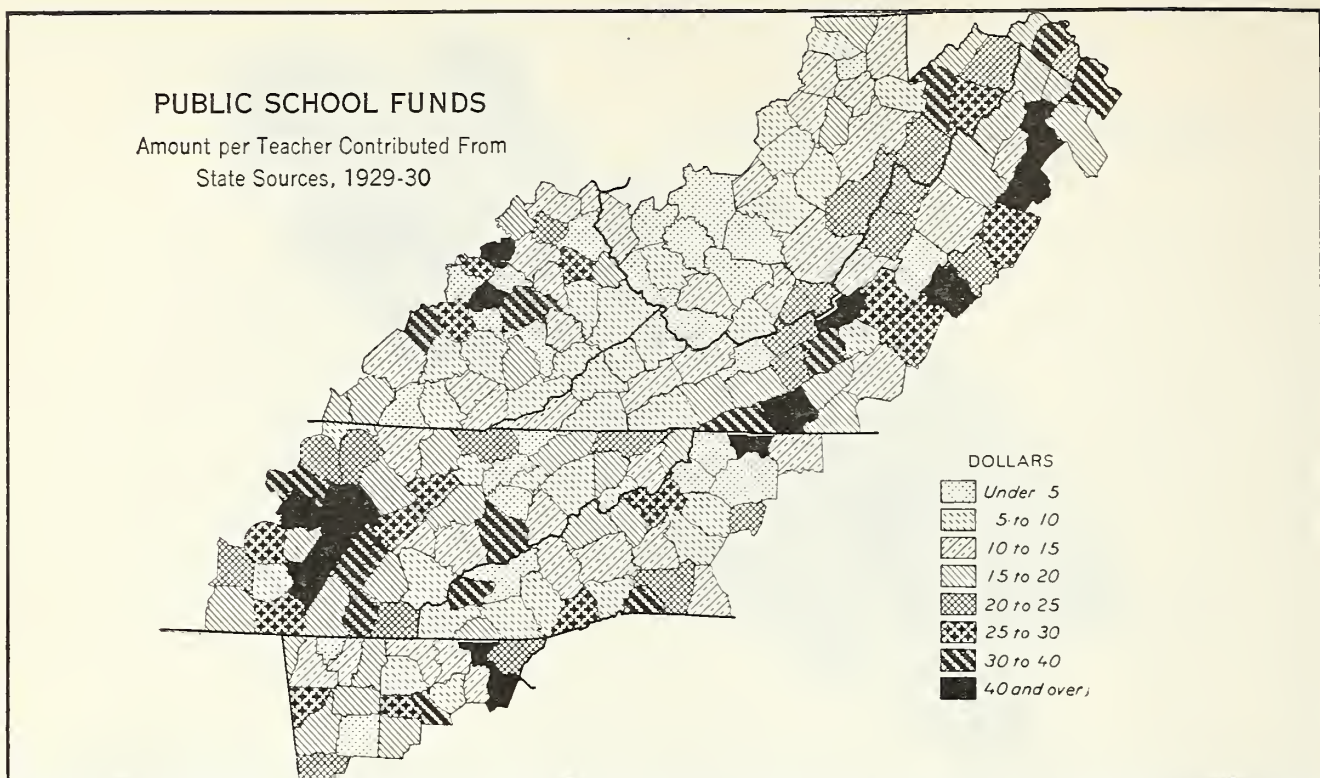 PUBLIC SCHOOL FUNDS
Amount per Teacher Contributed From
State Sources, 1929-30
DOLLARS
Under 5
5 to 10
10 to 15
15 to 20
20 to 25
25 to 30
30 to 40
40 and over